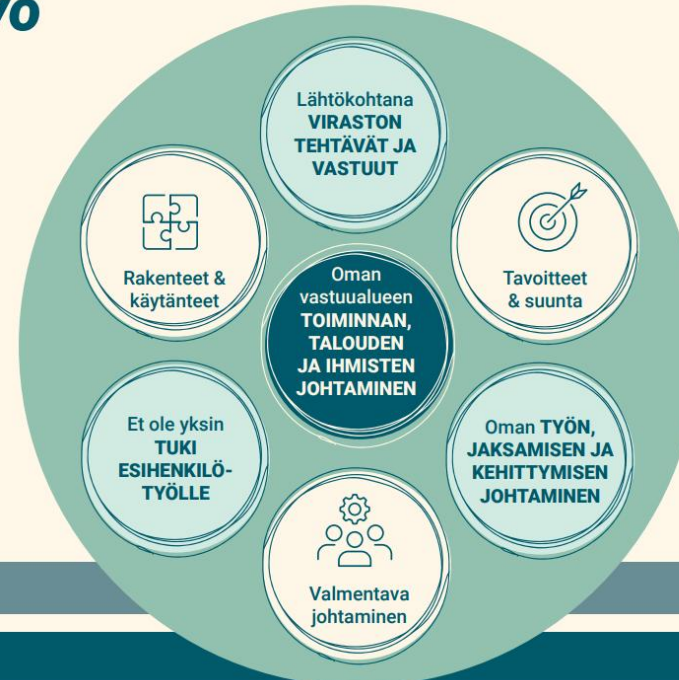 %
Lähtökohtana
VIRASTON
TEHTÄVÄT JA
VASTUUT
Rakenteet &
käytänteet
Oman
vastuualueen
TOIMINNAN,
TALOUDEN
JA IHMISTEN
JOHTAMINEN
Tavoitteet
& suunta
Et ole yksin
TUKI
ESIHENKILÖ-
TYÖLLE
Oman TYÖN,
JAKSAMISEN JA
KEHITTYMISEN
JOHTAMINEN
Valmentava
johtaminen